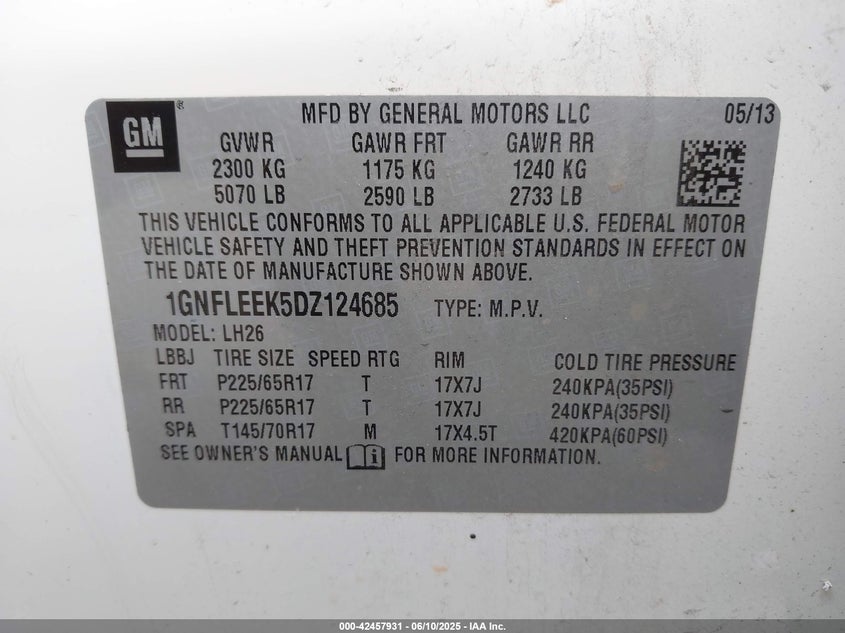 GM ® MFD BY GENERAL MOTORS LLC 05/13
GVWR GAWR FRT GAWR RR
2300 KG 1175 KG 1240 KG
5070 LB 2590 LB 2733 LB
THIS VEHICLE CONFORMS TO ALL APPLICABLE U.S. FEDERAL MOTOR
VEHICLE SAFETY AND THEFT PREVENTION STANDARDS IN EFFECT ON
THE DATE OF MANUFACTURE SHOWN ABOVE.
1GNFLEEK5DZ124685 TYPE: M.P.V.
MODEL: LH26
LBBJ TIRE SIZE SPEED RTG RIM COLD TIRE PRESSURE
FRT P225/65R17 T 17X7J 240KPA(35PSI)
RR P225/65R17 T 17X7J 240KPA(35PSI)
SPA T145/70R17 M 17X4.5T 420KPA(60PSI)
SEE OWNER'S MANUAL i FOR MORE INFORMATION.
000-42457931 - 06/10/2025 - IAA Inc.